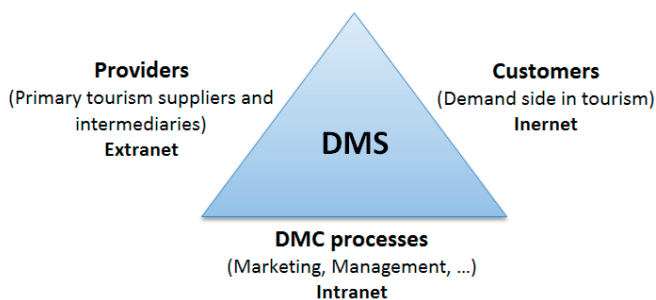 Providers
(Primary tourism suppliers and
intermediaries)
Extranet
Customers
(Demand side in tourism)
Inernet
DMS
DMC processes
(Marketing, Management, ...)
Intranet